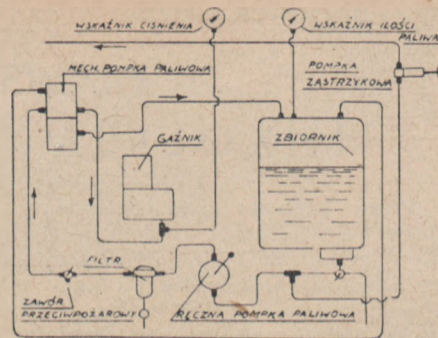 WSKAŹNIK CIŚNIENIA
WSKAŹNIK ILOŚCI
PALIWA
MECH. POMPKA PALIWOWA
POMPKA
ZASTRZYKOWA
GAŹNIK
ZBIORNIK
FILTR
ZAWÓR
PRZECIWPOŻAROWY
RĘCZNA POMPKA PALIWOWA